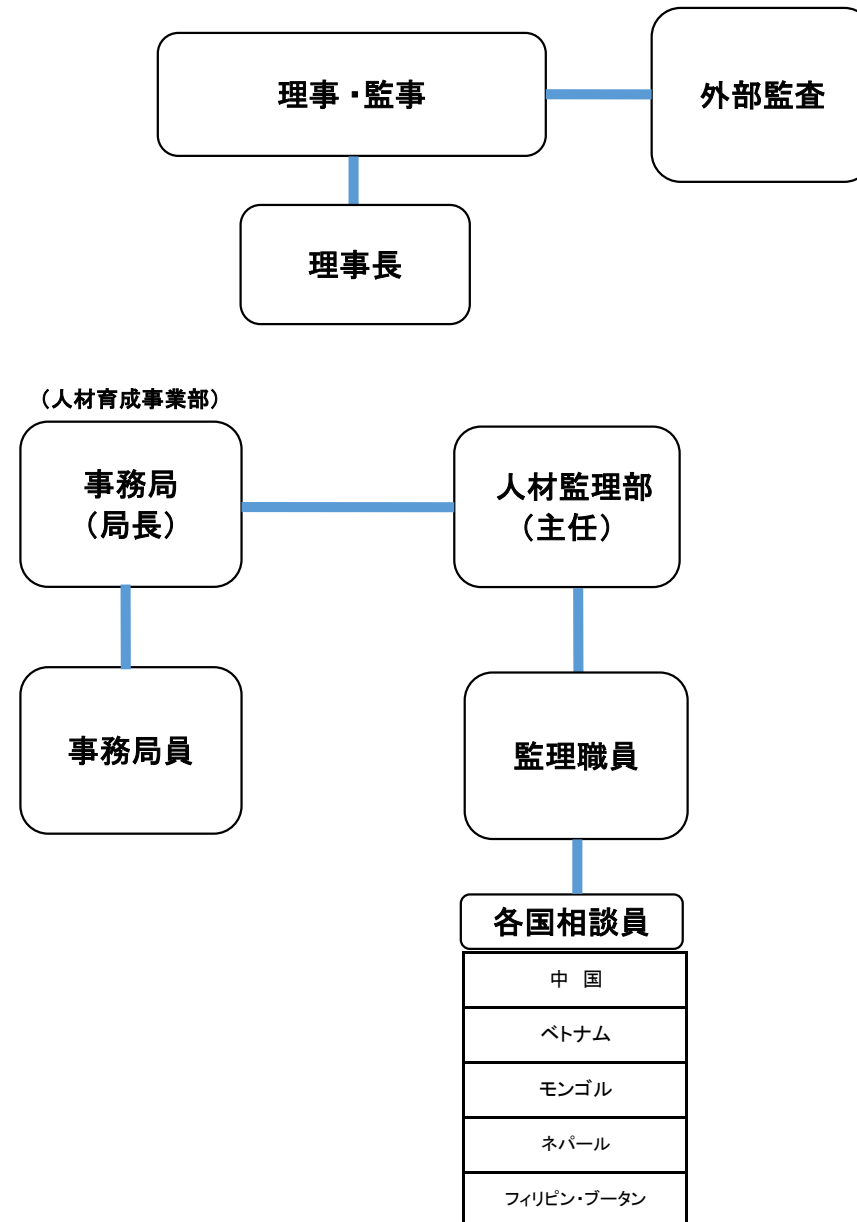 理事・監事
外部監査
理事長
（人材育成事業部）
事務局
（局長）
人材監理部
（主任）
事務局員
監理職員
各国相談員
中　国
ベトナム
モンゴル
ネパール
フィリピン・ブータン